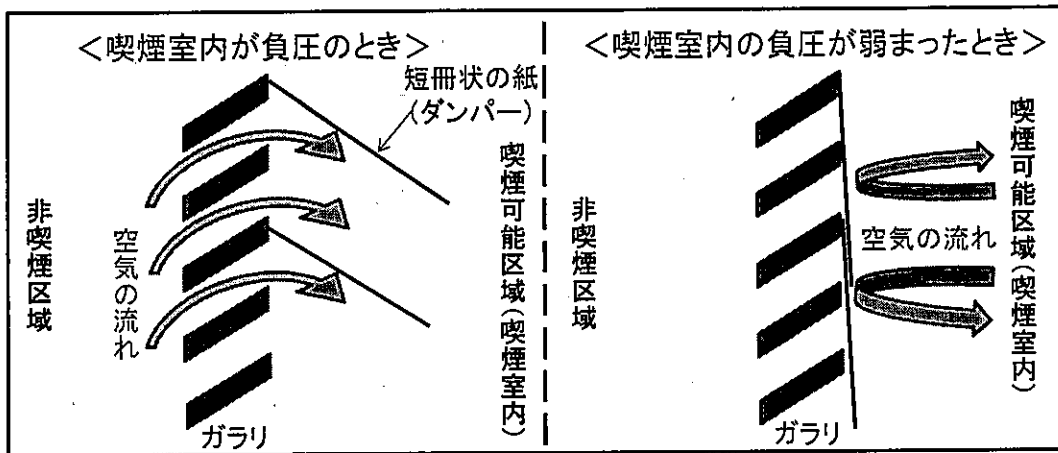 ＜喫煙室内が負圧のとき＞
短冊状の紙
(ダンパー)
非喫煙区域
空気の流れ
喫煙可能区域(喫煙室内)
ガラリ
＜喫煙室内の負圧が弱まったとき＞
非喫煙区域
空気の流れ
喫煙可能区域(喫煙室内)
ガラリ